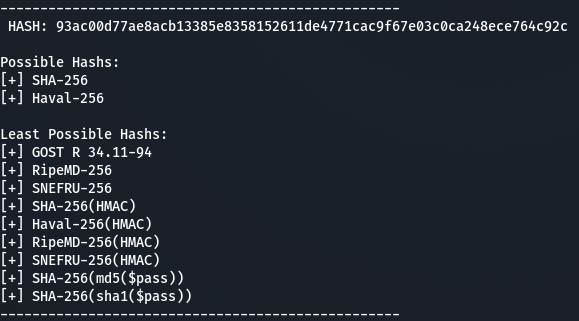 --------------------------------------------------
 HASH: 93ac00d77ae8acb13385e8358152611de4771cac9f67e03c0ca248ece764c92c

Possible Hashs:
[+] SHA-256
[+] Haval-256

Least Possible Hashs:
[+] GOST R 34.11-94
[+] RipeMD-256
[+] SNEFRU-256
[+] SHA-256(HMAC)
[+] Haval-256(HMAC)
[+] RipeMD-256(HMAC)
[+] SNEFRU-256(HMAC)
[+] SHA-256(md5($pass))
[+] SHA-256(sha1($pass))
--------------------------------------------------